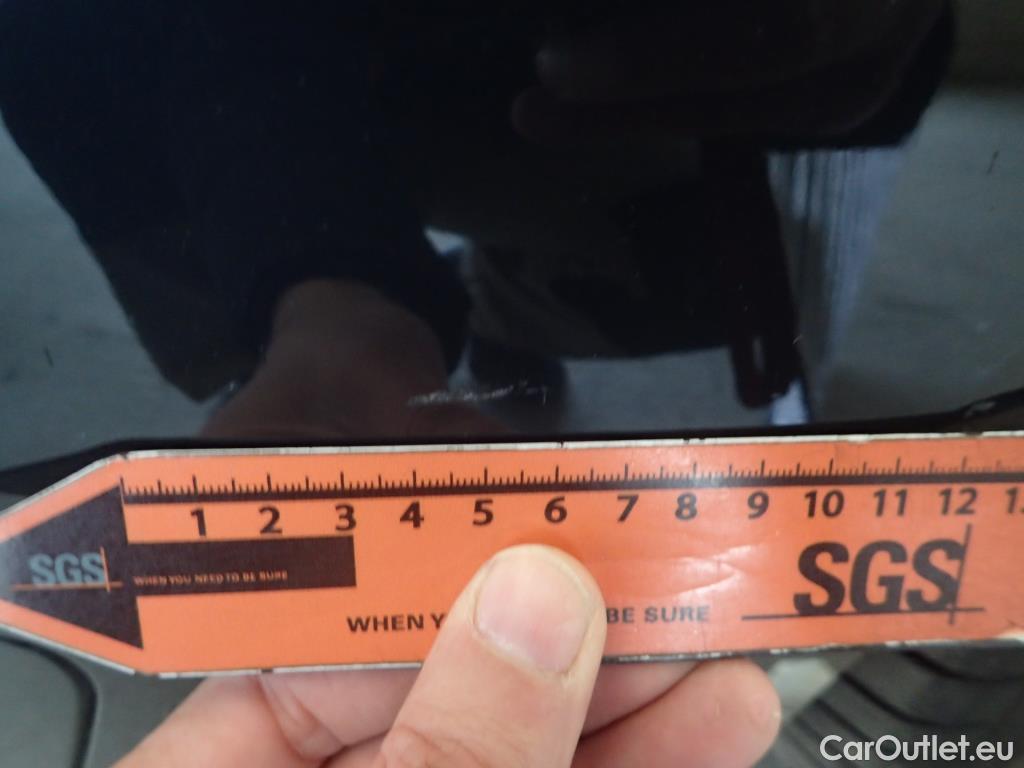 1 2 3 4 5 6 7 8 9 10 11 12
SGS
WHEN YOU NEED TO BE SURE
SGS
WHEN Y BE SURE
CarOutlet.eu